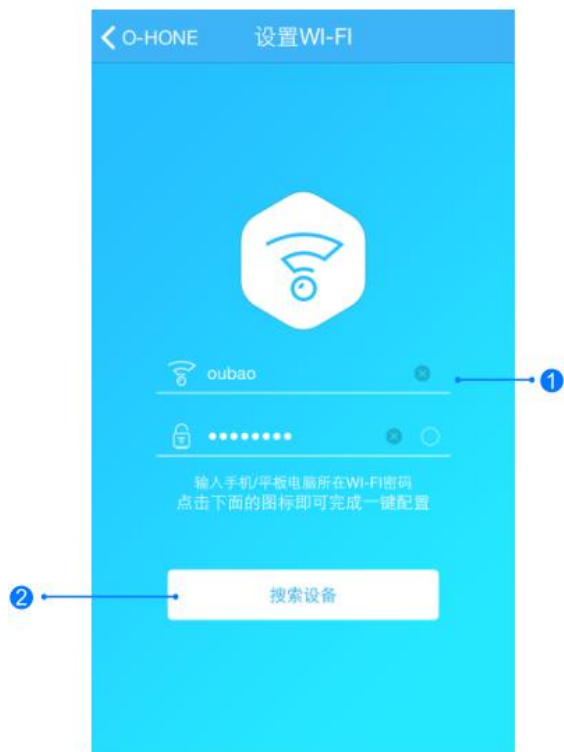 O-HONE 设置WI-FI
oubao
1
••••••••
输入手机/平板电脑所在WI-FI密码
点击下面的图标即可完成一键配置
2
搜索设备